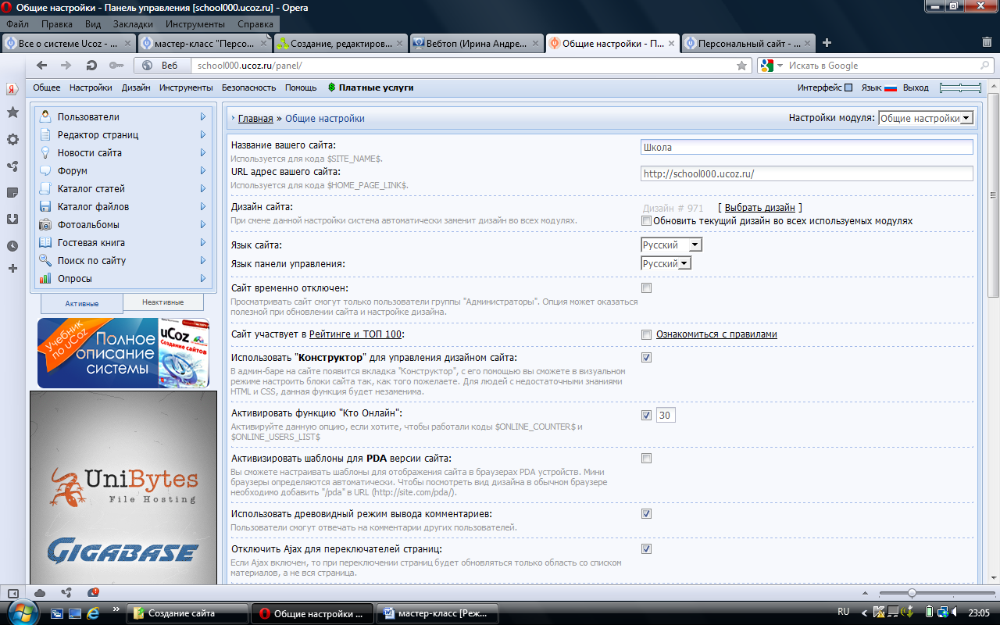 Общие настройки - Панель управления [school000.ucoz.ru] - Opera
Файл Правка Вид Закладки Инструменты Справка
Все о системе Ucoz - ... мастер-класс "Персо... Создание, редактиров... Вебтоп (Ирина Андре... Общие настройки - П... Персональный сайт - ...
Веб school000.ucoz.ru/panel/ Искать в Google
Общее Настройки Дизайн Инструменты Безопасность Помощь $ Платные услуги Интерфейс Язык Выход
Пользователи
Редактор страниц
Новости сайта
Форум
Каталог статей
Каталог файлов
Фотоальбомы
Гостевая книга
Поиск по сайту
Опросы
Активные Неактивные
Учебник
по uCoz
Полное
описание
системы
uCoz
Создание сайтов
UniBytes
File Hosting
GIGABASE
› Главная » Общие настройки Настройки модуля: Общие настройки
Название вашего сайта: Школа
Используется для кода $SITE_NAME$.
URL адрес вашего сайта: http://school000.ucoz.ru/
Используется для кода $HOME_PAGE_LINK$.
Дизайн сайта: Дизайн # 971 [ Выбрать дизайн ]
При смене данной настройки система автоматически заменит дизайн во всех модулях. Обновить текущий дизайн во всех используемых модулях
Язык сайта: Русский
Язык панели управления: Русский
Сайт временно отключен:
Просматривать сайт смогут только пользователи группы "Администраторы". Опция может оказаться
полезной при обновлении сайта и настройке дизайна.
Сайт участвует в Рейтинге и ТОП 100: Ознакомиться с правилами
Использовать "Конструктор" для управления дизайном сайта:
В админ-баре на сайте появится вкладка "Конструктор", с его помощью вы сможете в визуальном
режиме настроить блоки сайта так, как того пожелаете. Для людей с недостаточными знаниями
HTML и CSS, данная функция будет незаменима.
Активировать функцию "Кто Онлайн": 30
Активируйте данную опцию, если хотите, чтобы работали коды $ONLINE_COUNTER$ и
$ONLINE_USERS_LIST$
Активизировать шаблоны для PDA версии сайта:
Вы сможете настраивать шаблоны для отображения сайта в браузерах PDA устройств. Мини
браузеры определяются автоматически. Чтобы посмотреть вид дизайна в обычном браузере
необходимо добавить "/pda" в URL (http://site.com/pda/).
Использовать древовидный режим вывода комментариев:
Пользователи смогут отвечать на комментарии других пользователей.
Отключить Ajax для переключателей страниц:
Если Ajax включен, то при переключении страниц будет обновляться только область со списком
материалов, а не вся страница.
Создание сайта Общие настройки ... мастер-класс [Реж... RU 23:05